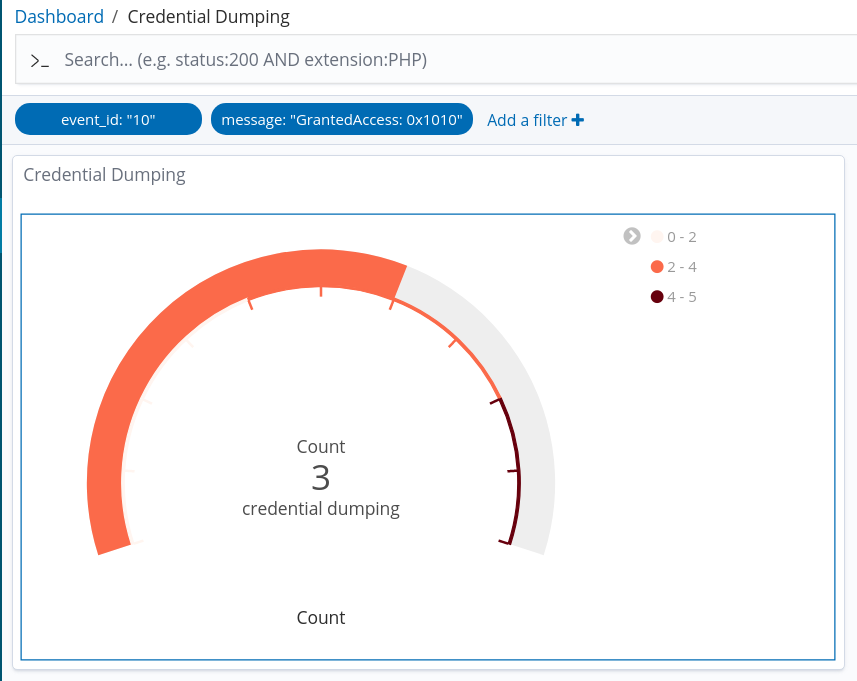 Dashboard / Credential Dumping
>_ Search... (e.g. status:200 AND extension:PHP)
event_id: "10" message: "GrantedAccess: 0x1010" Add a filter +
Credential Dumping
0 - 2
2 - 4
4 - 5
Count
3
credential dumping
Count